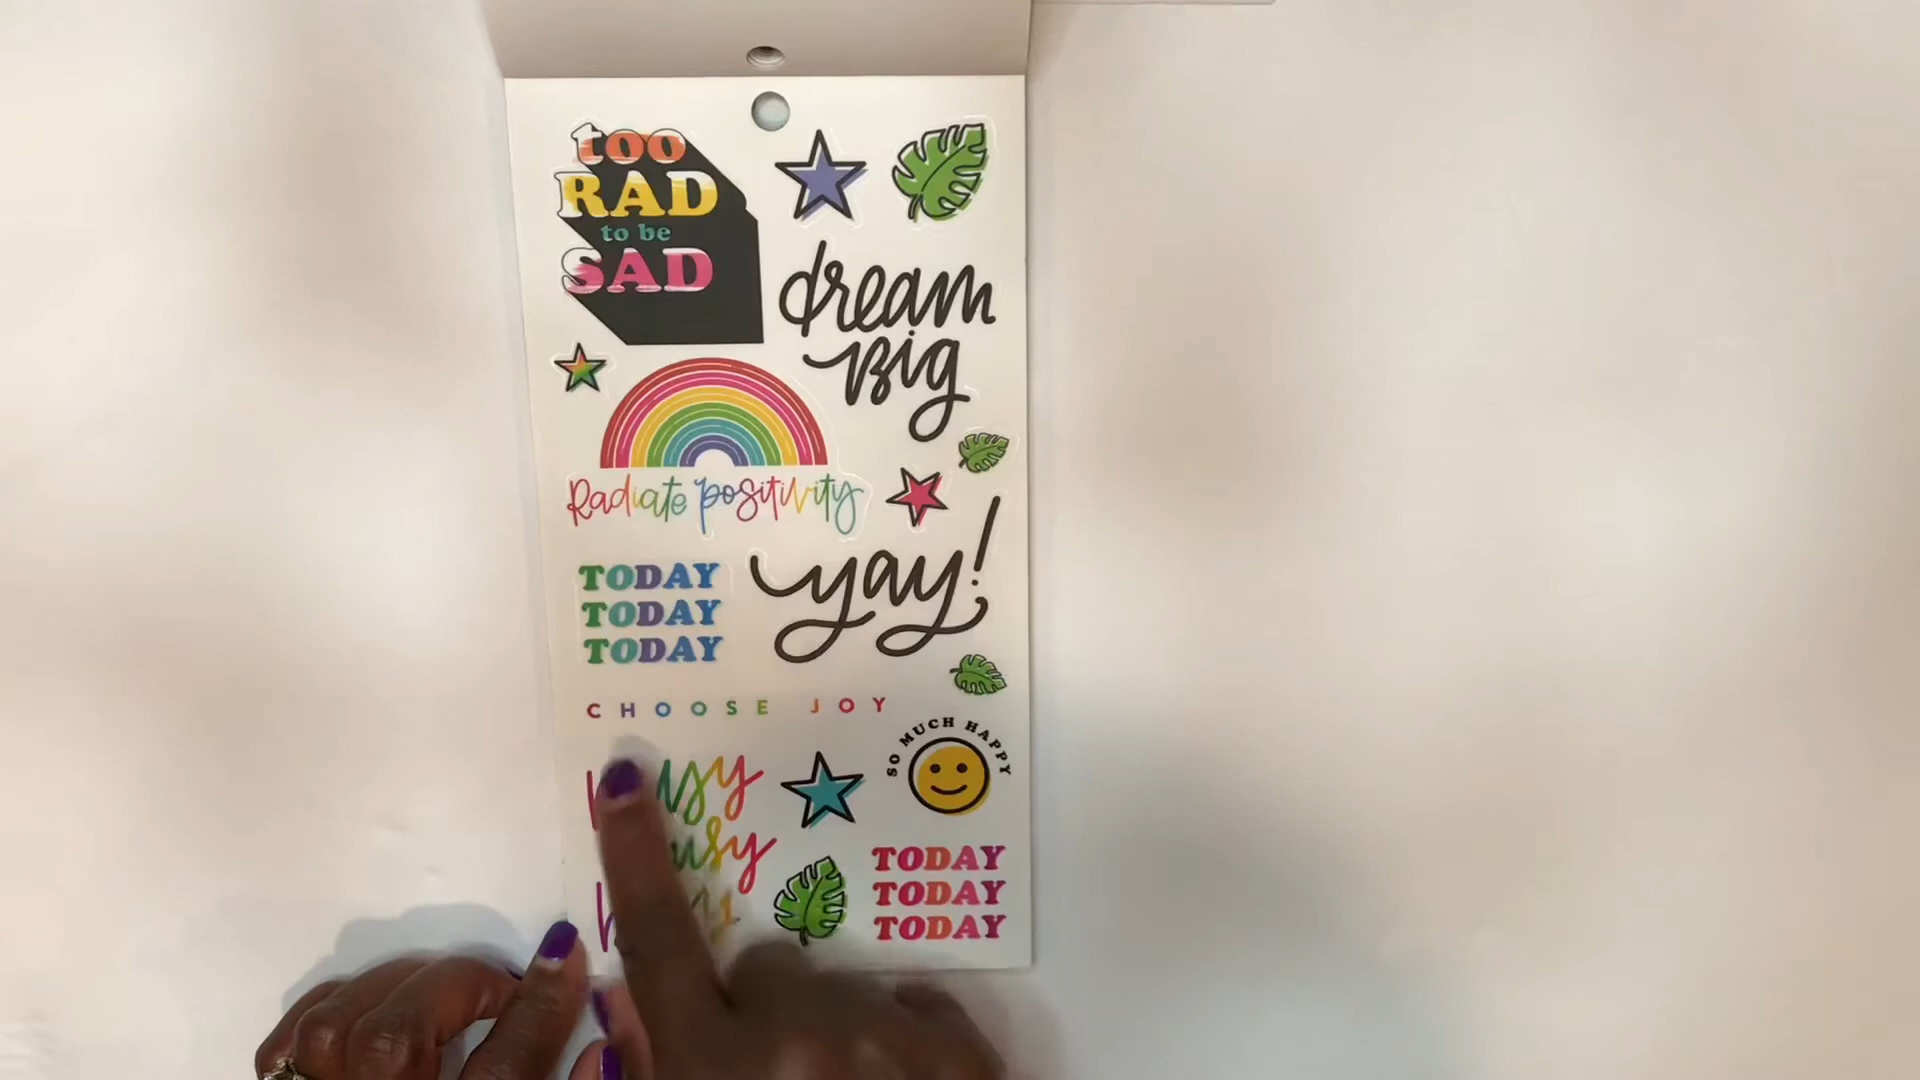 too
RAD
to be
SAD
dream
Big
Radiate positivity
yay!
TODAY
TODAY
TODAY
CHOOSE JOY
SO MUCH HAPPY
TODAY
TODAY
TODAY